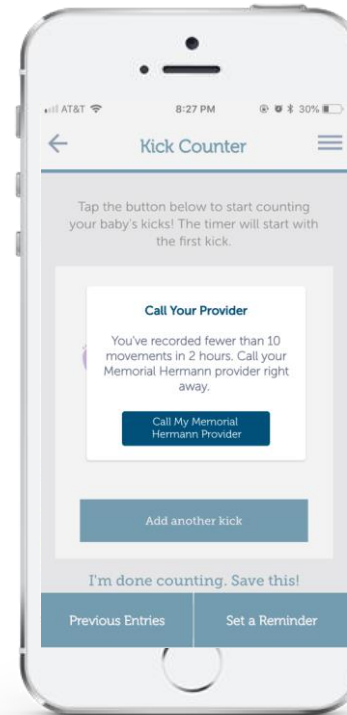 AT&T 8:27 PM 30%
Kick Counter
Tap the button below to start counting
your baby's kicks! The timer will start with
the first kick.
Call Your Provider
You've recorded fewer than 10
movements in 2 hours. Call your
Memorial Hermann provider right
away.
Call My Memorial
Hermann Provider
Add another kick
I'm done counting. Save this!
Previous Entries Set a Reminder